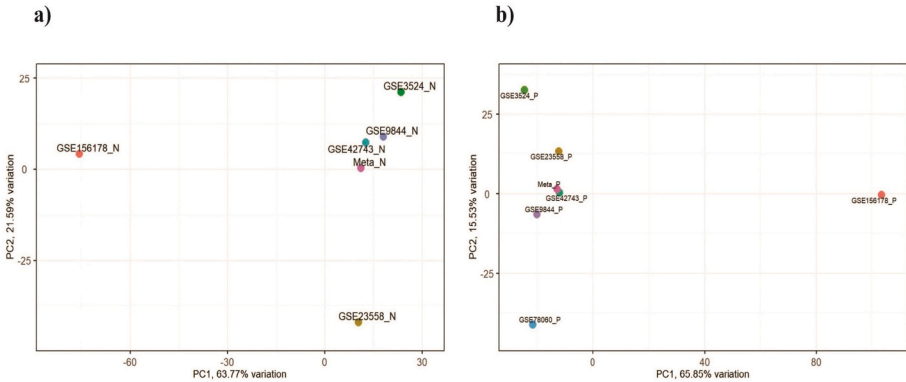 a)
25
0
-25
PC2, 21.59% variation
GSE3524_N
GSE9844_N
GSE42743_N
Meta_N
GSE156178_N
GSE23558_N
-60
-30
0
30
PC1, 63.77% variation
b)
25
0
-25
PC2, 15.53% variation
GSE3524_P
GSE23558_P
Meta_P
GSE42743_P
GSE9844_P
GSE156178_P
GSE78060_P
0
40
80
PC1, 65.85% variation